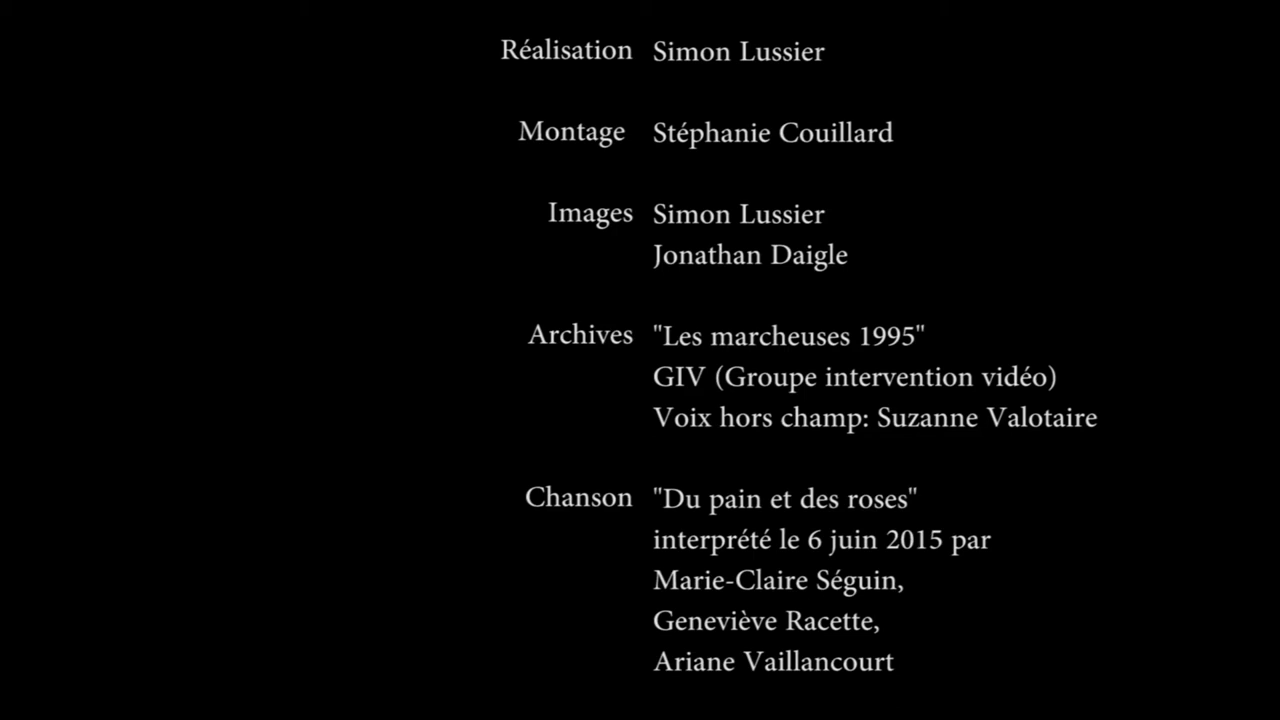 Réalisation Simon Lussier
Montage Stéphanie Couillard
Images Simon Lussier
Jonathan Daigle
Archives "Les marcheuses 1995"
GIV (Groupe intervention vidéo)
Voix hors champ: Suzanne Valotaire
Chanson "Du pain et des roses"
interprété le 6 juin 2015 par
Marie-Claire Séguin,
Geneviève Racette,
Ariane Vaillancourt